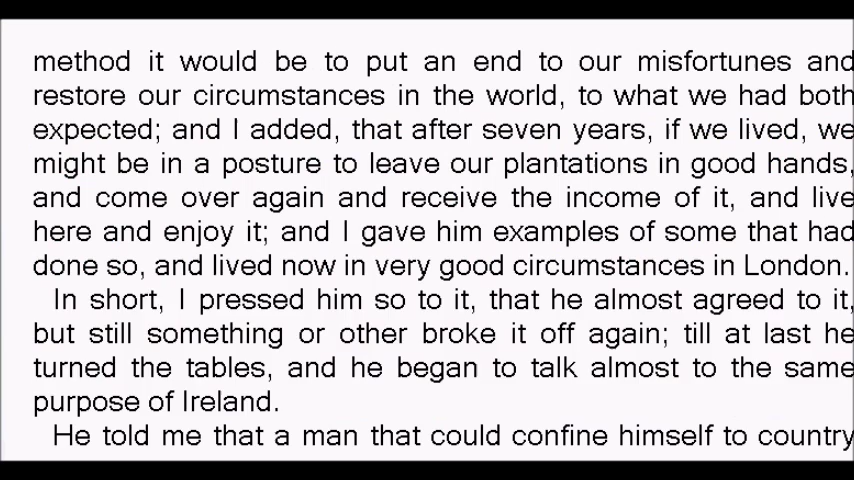 method it would be to put an end to our misfortunes and
restore our circumstances in the world, to what we had both
expected; and I added, that after seven years, if we lived, we
might be in a posture to leave our plantations in good hands,
and come over again and receive the income of it, and live
here and enjoy it; and I gave him examples of some that had
done so, and lived now in very good circumstances in London.
In short, I pressed him so to it, that he almost agreed to it,
but still something or other broke it off again; till at last he
turned the tables, and he began to talk almost to the same
purpose of Ireland.
He told me that a man that could confine himself to country